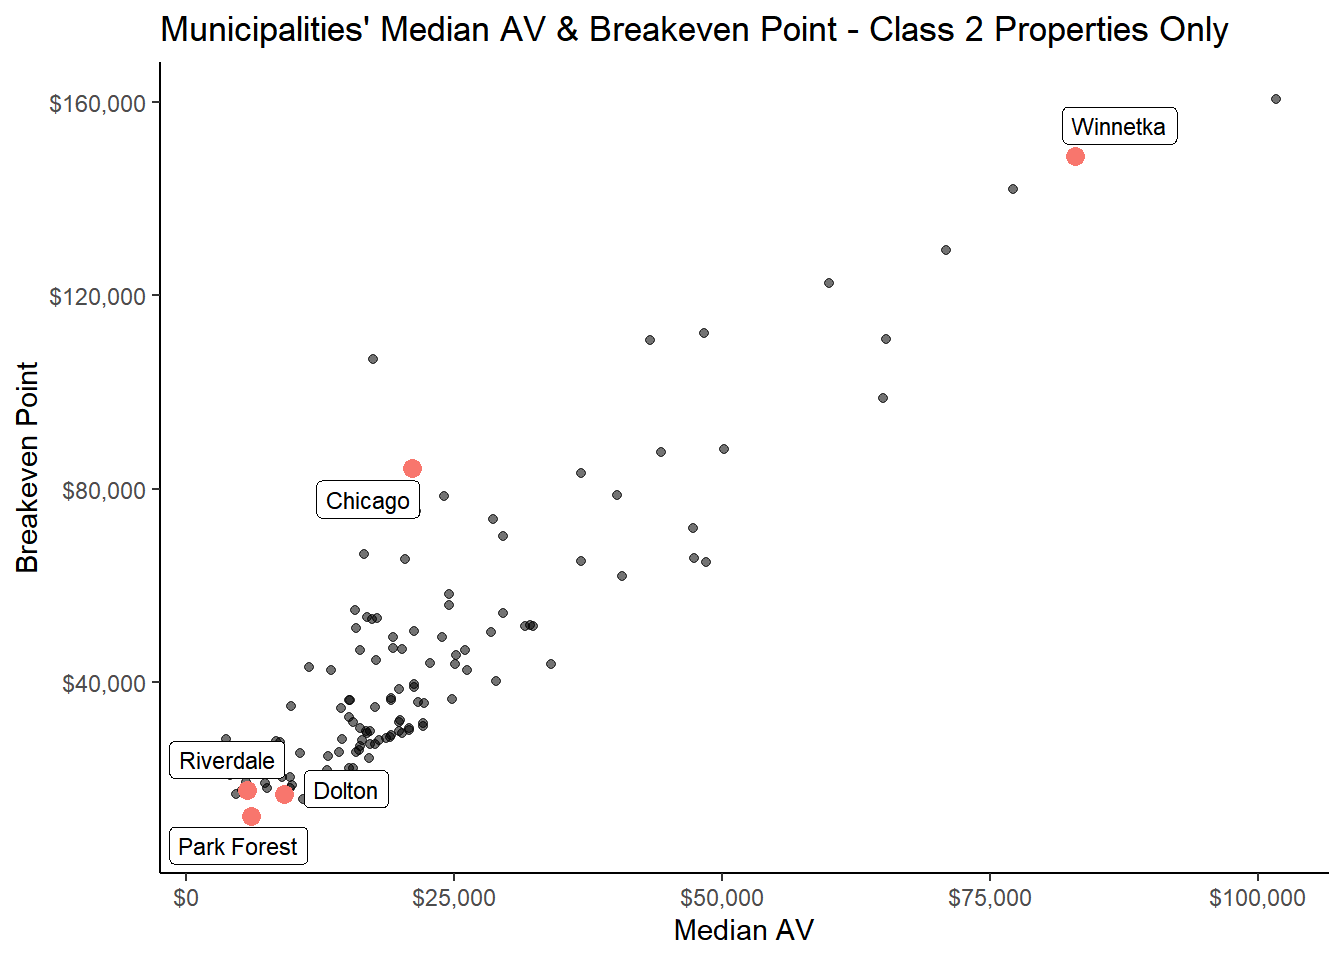 Municipalities' Median AV & Breakeven Point - Class 2 Properties Only
$160,000
$120,000
$80,000
$40,000
Breakeven Point
Winnetka
Chicago
Riverdale
Dolton
Park Forest
$0
$25,000
$50,000
$75,000
$100,000
Median AV